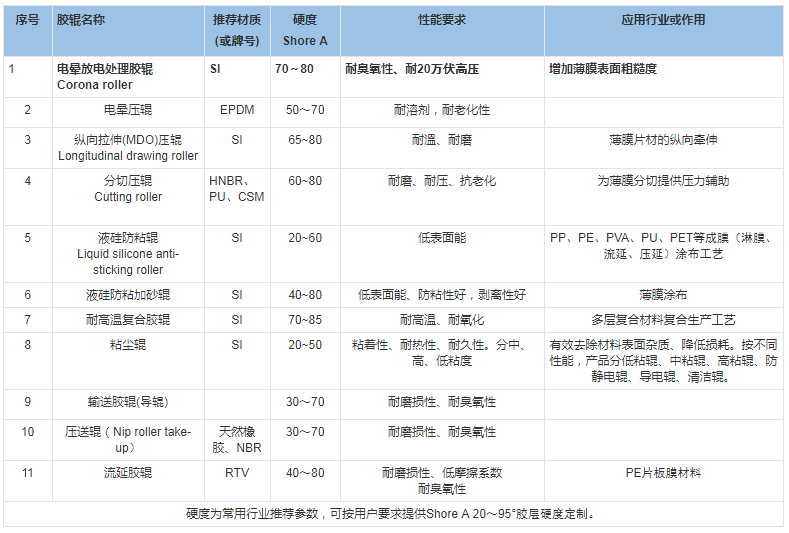 序号 胶辊名称 推荐材质 硬度 性能要求 应用行业或作用
(或牌号) Shore A
1 电晕放电处理胶辊 SI 70～80 耐臭氧性、耐20万伏高压 增加薄膜表面粗糙度
Corona roller
2 电晕压辊 EPDM 50～70 耐溶剂，耐老化性
3 纵向拉伸(MDO)压辊 SI 65~80 耐溫、耐磨 薄膜片材的纵向牵伸
Longitudinal drawing roller
4 分切压辊 HNBR、 60~80 耐磨、耐压、抗老化 为薄膜分切提供压力辅助
Cutting roller PU、CSM
5 液硅防粘辊 SI 20~60 低表面能 PP、PE、PVA、PU、PET等成膜（淋膜、
Liquid silicone anti- 流延、压延）涂布工艺
sticking roller
6 液硅防粘加砂辊 SI 40~80 低表面能、防粘性好，剥离性好 薄膜涂布
7 耐高温复合胶辊 SI 70~85 耐高温、耐氧化 多层复合材料复合生产工艺
8 粘尘辊 SI 20~50 粘着性、耐热性、耐久性。分中、 有效去除材料表面杂质、降低损耗。按不同
高、低粘度 性能，产品分低粘辊、中粘辊、高粘辊、防
静电辊、导电辊、清洁辊。
9 输送胶辊(导辊) 30～70 耐磨损性、耐臭氧性
10 压送辊（Nip roller take- 天然橡 30～70 耐磨损性、耐臭氧性
up） 胶、NBR
11 流延胶辊 RTV 40～80 耐磨损性、低摩擦系数 PE片板膜材料
耐臭氧性
硬度为常用行业推荐参数，可按用户要求提供Shore A 20～95°胶层硬度定制。